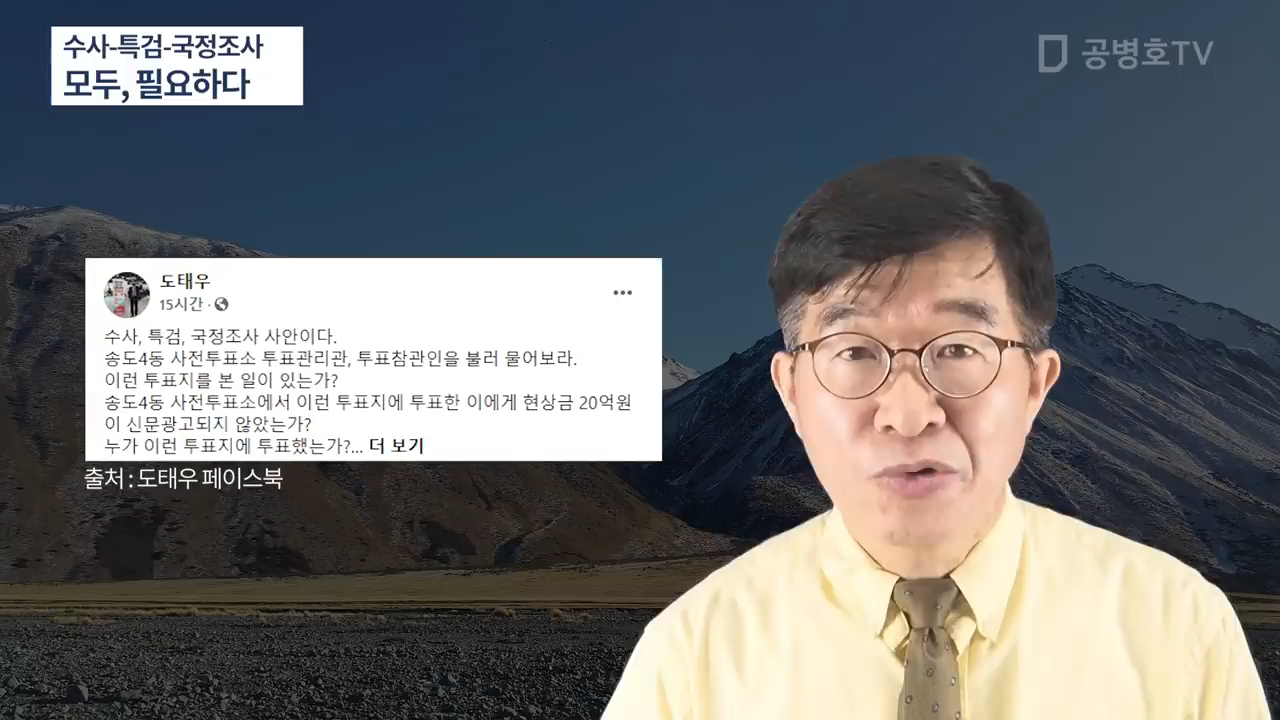 수사-특검-국정조사
모두, 필요하다
공병호TV
도태우
15시간 ·
수사, 특검, 국정조사 사안이다.
송도4동 사전투표소 투표관리관, 투표참관인을 불러 물어보라.
이런 투표지를 본 일이 있는가?
송도4동 사전투표소에서 이런 투표지에 투표한 이에게 현상금 20억원
이 신문광고되지 않았는가?
누가 이런 투표지에 투표했는가?... 더 보기
출처 : 도태우 페이스북